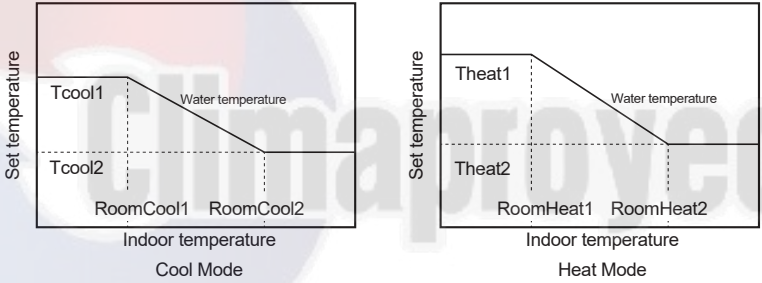 Set temperature
Tcool1
Water temperature
Tcool2
RoomCool1 RoomCool2
Indoor temperature
Cool Mode
Set temperature
Theat1
Water temperature
Theat2
RoomHeat1 RoomHeat2
Indoor temperature
Heat Mode
Climaproyec